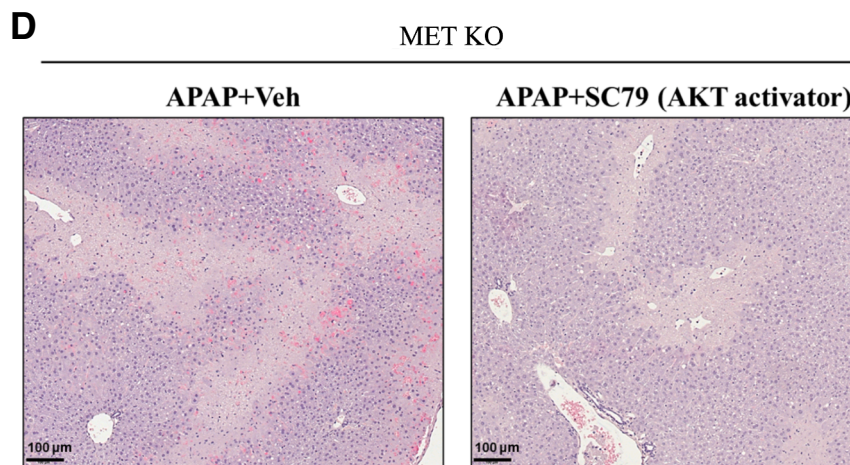 D
MET KO
APAP+Veh
APAP+SC79 (AKT activator)
100 µm
100 µm